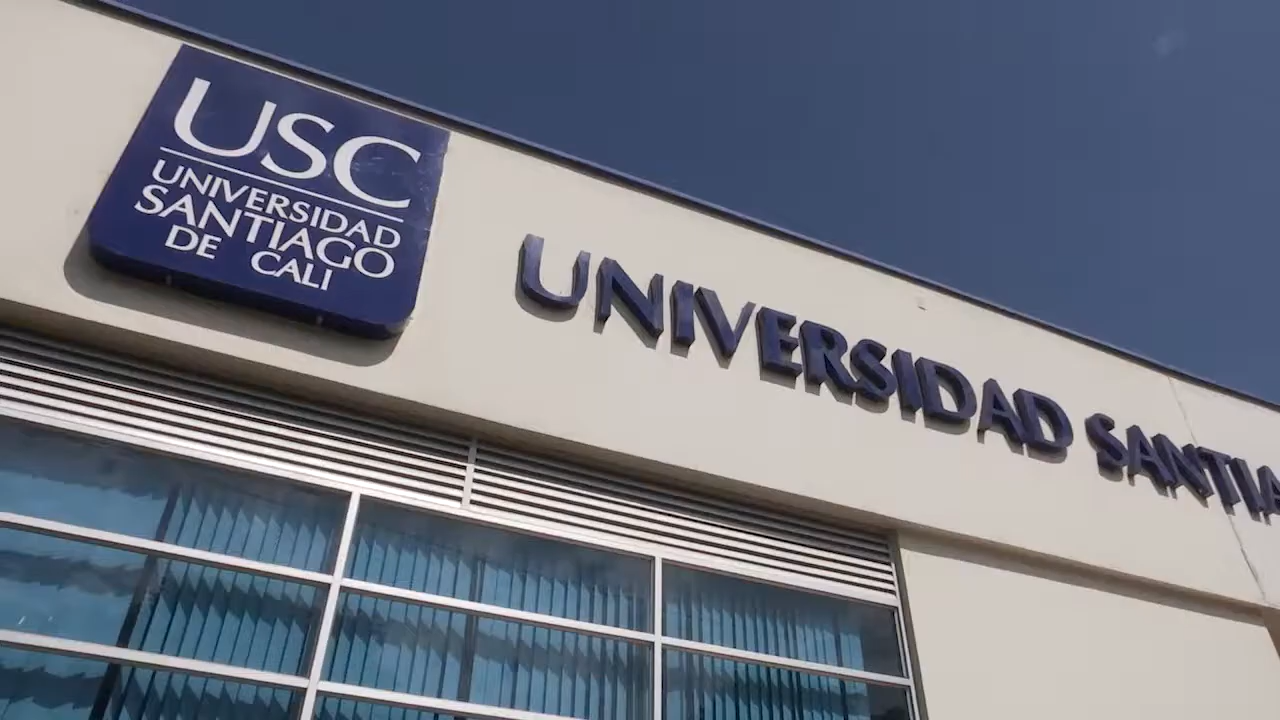 USC
UNIVERSIDAD
SANTIAGO
DE CALI
UNIVERSIDAD SANTIA